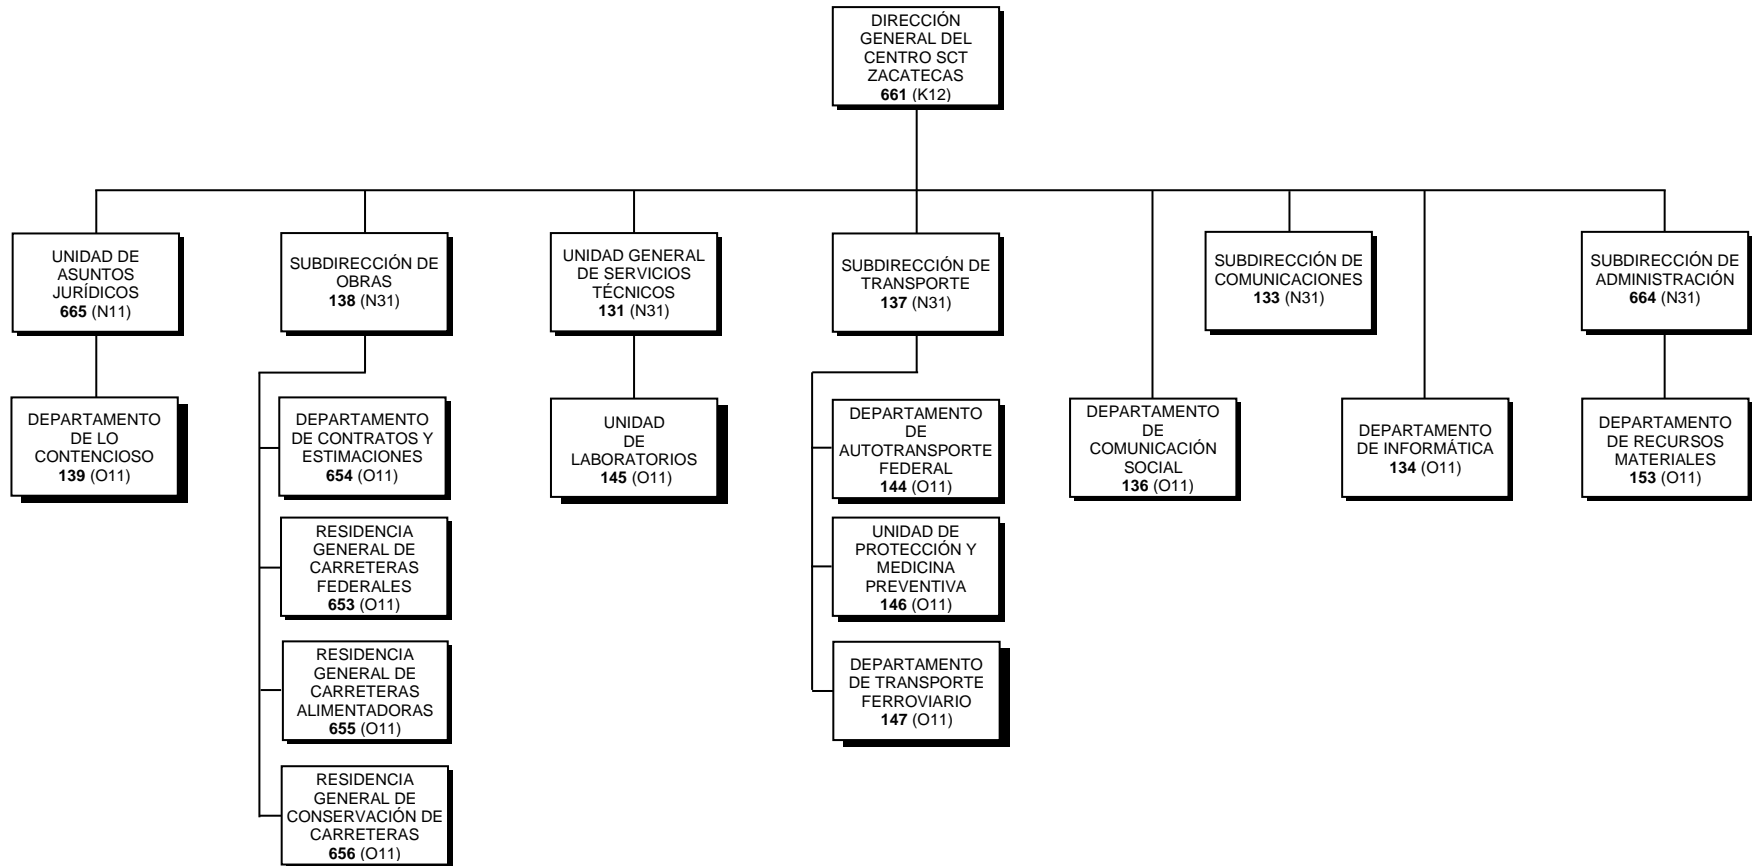 DIRECCIÓN
GENERAL DEL
CENTRO SCT
ZACATECAS
661 (K12)
UNIDAD DE
ASUNTOS
JURÍDICOS
665 (N11)
SUBDIRECCIÓN DE
OBRAS
138 (N31)
UNIDAD GENERAL
DE SERVICIOS
TÉCNICOS
131 (N31)
SUBDIRECCIÓN DE
TRANSPORTE
137 (N31)
SUBDIRECCIÓN DE
COMUNICACIONES
133 (N31)
SUBDIRECCIÓN DE
ADMINISTRACIÓN
664 (N31)
DEPARTAMENTO
DE LO
CONTENCIOSO
139 (O11)
DEPARTAMENTO
DE CONTRATOS Y
ESTIMACIONES
654 (O11)
UNIDAD
DE
LABORATORIOS
145 (O11)
DEPARTAMENTO
DE
AUTOTRANSPORTE
FEDERAL
144 (O11)
DEPARTAMENTO
DE
COMUNICACIÓN
SOCIAL
136 (O11)
DEPARTAMENTO
DE INFORMÁTICA
134 (O11)
DEPARTAMENTO
DE RECURSOS
MATERIALES
153 (O11)
RESIDENCIA
GENERAL DE
CARRETERAS
FEDERALES
653 (O11)
UNIDAD DE
PROTECCIÓN Y
MEDICINA
PREVENTIVA
146 (O11)
RESIDENCIA
GENERAL DE
CARRETERAS
ALIMENTADORAS
655 (O11)
DEPARTAMENTO
DE TRANSPORTE
FERROVIARIO
147 (O11)
RESIDENCIA
GENERAL DE
CONSERVACIÓN DE
CARRETERAS
656 (O11)